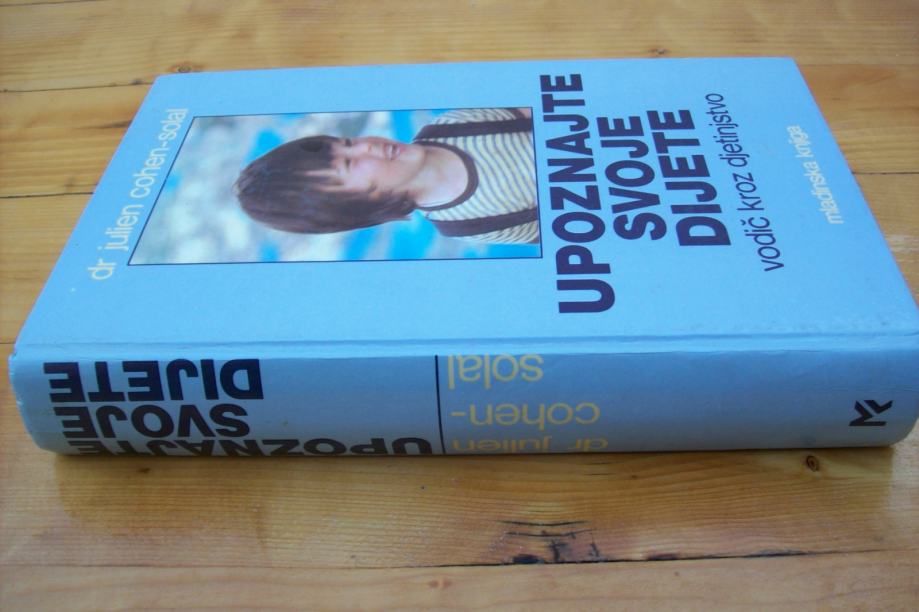 dr julien cohen-solal
UPOZNAJTE
SVOJE
DIJETE
vodič kroz djetinjstvo
mladinska knjiga
UPOZNAJTE
SVOJE
DIJETE
dr julien
cohen-
solal